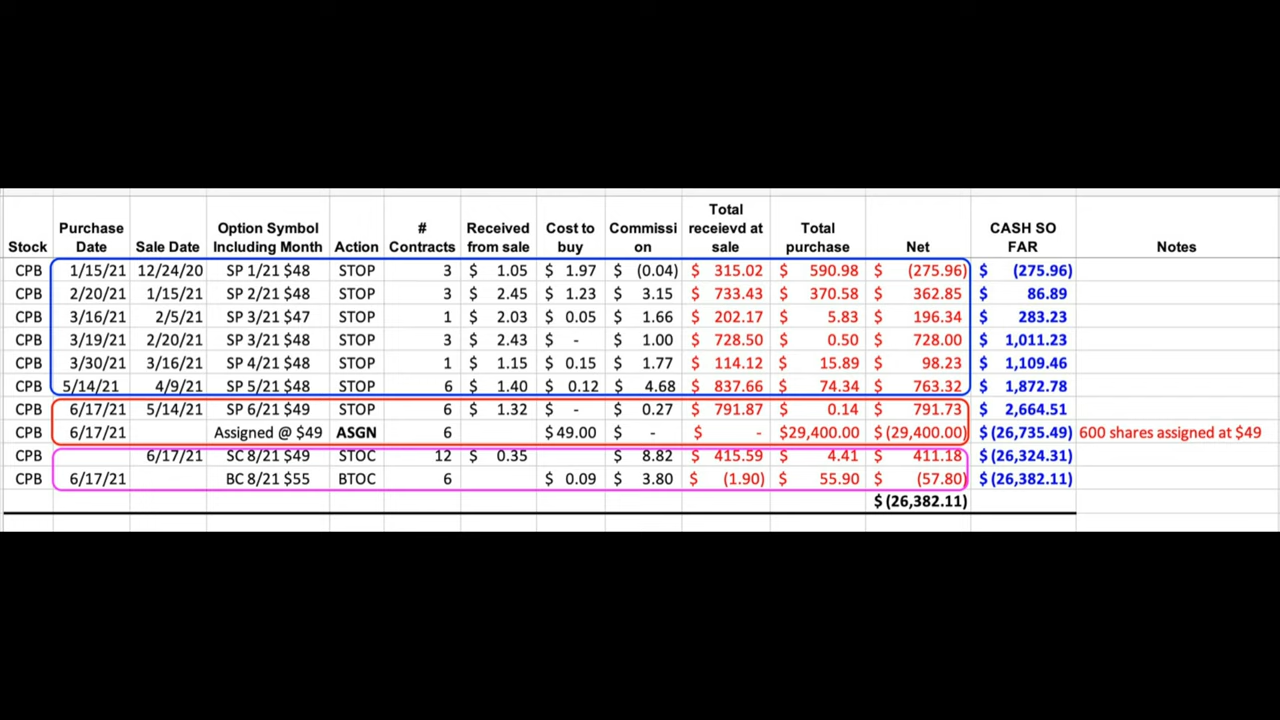 Stock Purchase Date Sale Date Option Symbol Including Month Action # Contracts Received from sale Cost to buy Commissi on Total receievd at sale Total purchase Net CASH SO FAR Notes
CPB 1/15/21 12/24/20 SP 1/21 $48 STOP 3 $ 1.05 $ 1.97 $ (0.04) $ 315.02 $ 590.98 $ (275.96) $ (275.96)
CPB 2/20/21 1/15/21 SP 2/21 $48 STOP 3 $ 2.45 $ 1.23 $ 3.15 $ 733.43 $ 370.58 $ 362.85 $ 86.89
CPB 3/16/21 2/5/21 SP 3/21 $47 STOP 1 $ 2.03 $ 0.05 $ 1.66 $ 202.17 $ 5.83 $ 196.34 $ 283.23
CPB 3/19/21 2/20/21 SP 3/21 $48 STOP 3 $ 2.43 $ - $ 1.00 $ 728.50 $ 0.50 $ 728.00 $ 1,011.23
CPB 3/30/21 3/16/21 SP 4/21 $48 STOP 1 $ 1.15 $ 0.15 $ 1.77 $ 114.12 $ 15.89 $ 98.23 $ 1,109.46
CPB 5/14/21 4/9/21 SP 5/21 $48 STOP 6 $ 1.40 $ 0.12 $ 4.68 $ 837.66 $ 74.34 $ 763.32 $ 1,872.78
CPB 6/17/21 5/14/21 SP 6/21 $49 STOP 6 $ 1.32 $ - $ 0.27 $ 791.87 $ 0.14 $ 791.73 $ 2,664.51
CPB 6/17/21 Assigned @ $49 ASGN 6 $ 49.00 $ - $ - $29,400.00 $ (29,400.00) $ (26,735.49) 600 shares assigned at $49
CPB 6/17/21 SC 8/21 $49 STOC 12 $ 0.35 $ 8.82 $ 415.59 $ 4.41 $ 411.18 $ (26,324.31)
CPB 6/17/21 BC 8/21 $55 BTOC 6 $ 0.09 $ 3.80 $ (1.90) $ 55.90 $ (57.80) $ (26,382.11)
$ (26,382.11)